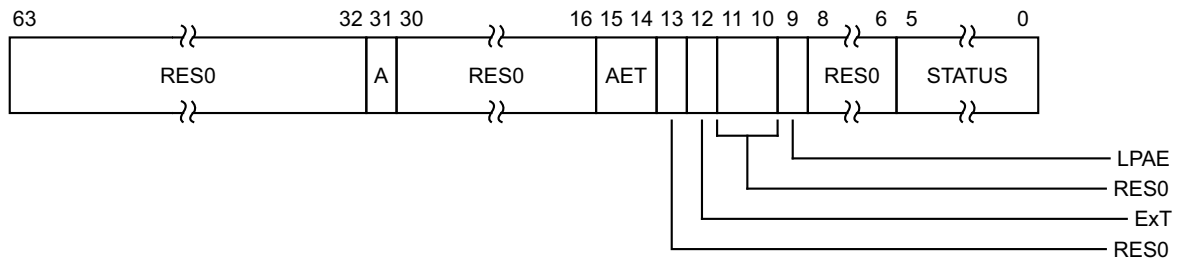 63 32 31 30 16 15 14 13 12 11 10 9 8 6 5 0
RES0 A RES0 AET RES0 STATUS
LPAE
RES0
ExT
RES0